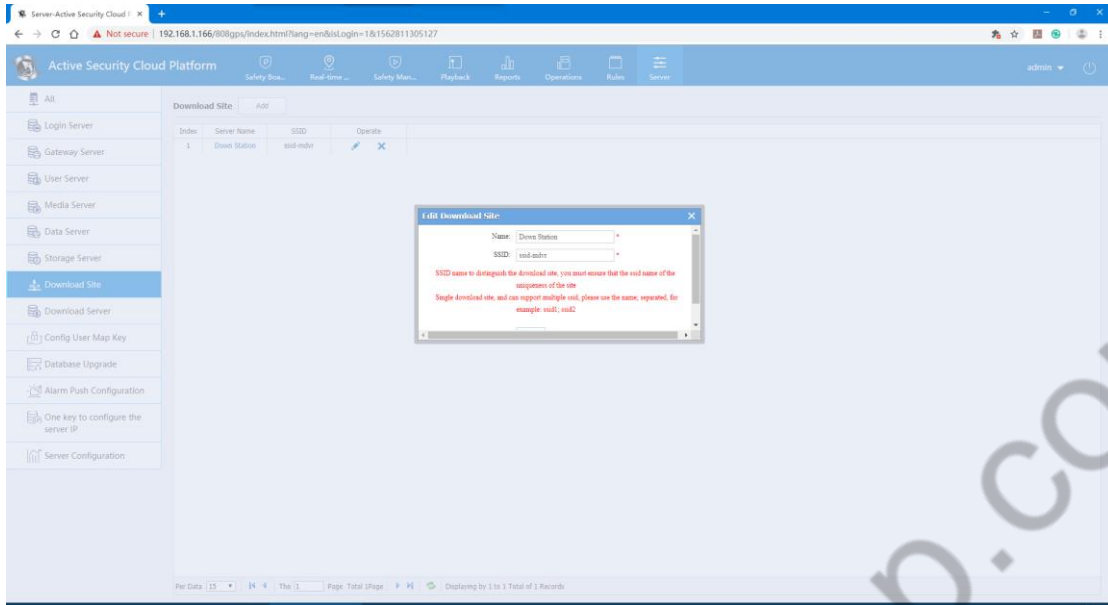 Server-Active Security Cloud P
Not secure
192.168.1.166/808gps/index.html?lang=en&isLogin=1&1562811305127
Active Security Cloud Platform
Safety Boa...
Real-time ...
Safety Man...
Playback
Reports
Operations
Rules
Server
admin
All
Login Server
Gateway Server
User Server
Media Server
Data Server
Storage Server
Download Site
Download Server
Config User Map Key
Database Upgrade
Alarm Push Configuration
One key to configure the
server IP
Server Configuration
Download Site Add
Index Server Name SSID Operate
1 Down Station ssid-mdvr
Edit Download Site
Name: Down Station *
SSID: ssid-mdvr *
SSID name to distinguish the download site, you must ensure that the ssid name of the
uniqueness of the site
Single download site, and can support multiple ssid, please use the name; separated, for
example: ssid1; ssid2
Per Data 15 The 1 Page Total 1Page Displaying by 1 to 1 Total of 1 Records
p.co